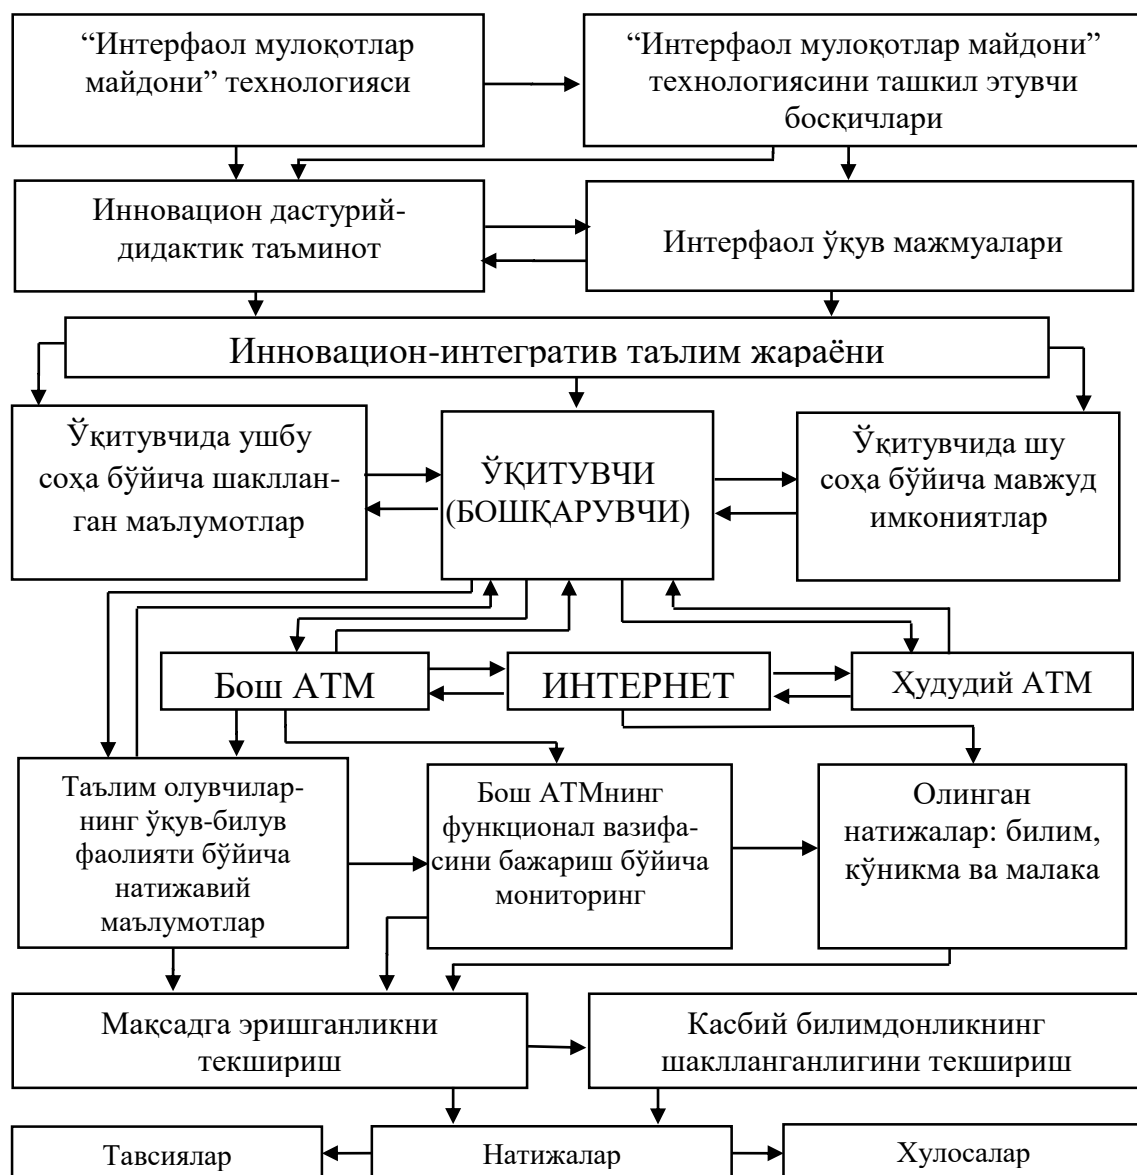 “Интерфаол мулоқотлар
майдони” технологияси
“Интерфаол мулоқотлар майдони”
технологиясини ташкил этувчи
босқичлари
Инновацион дастурий-
дидактик таъминот
Интерфаол ўқув мажмуалари
Инновацион-интегратив таълим жараёни
Ўқитувчида ушбу
соҳа бўйича шакллан-
ган маълумотлар
ЎҚИТУВЧИ
(БОШҚАРУВЧИ)
Ўқитувчида шу
соҳа бўйича мавжуд
имкониятлар
Бош АТМ
ИНТЕРНЕТ
Ҳудудий АТМ
Таълим олувчилар-
нинг ўқув-билув
фаолияти бўйича
натижавий
маълумотлар
Бош АТМнинг
функционал вазифа-
сини бажариш бўйича
мониторинг
Олинган
натижалар: билим,
кўникма ва малака
Мақсадга эришганликни
текшириш
Касбий билимдонликнинг
шаклланганлигини текшириш
Тавсиялар
Натижалар
Хулосалар